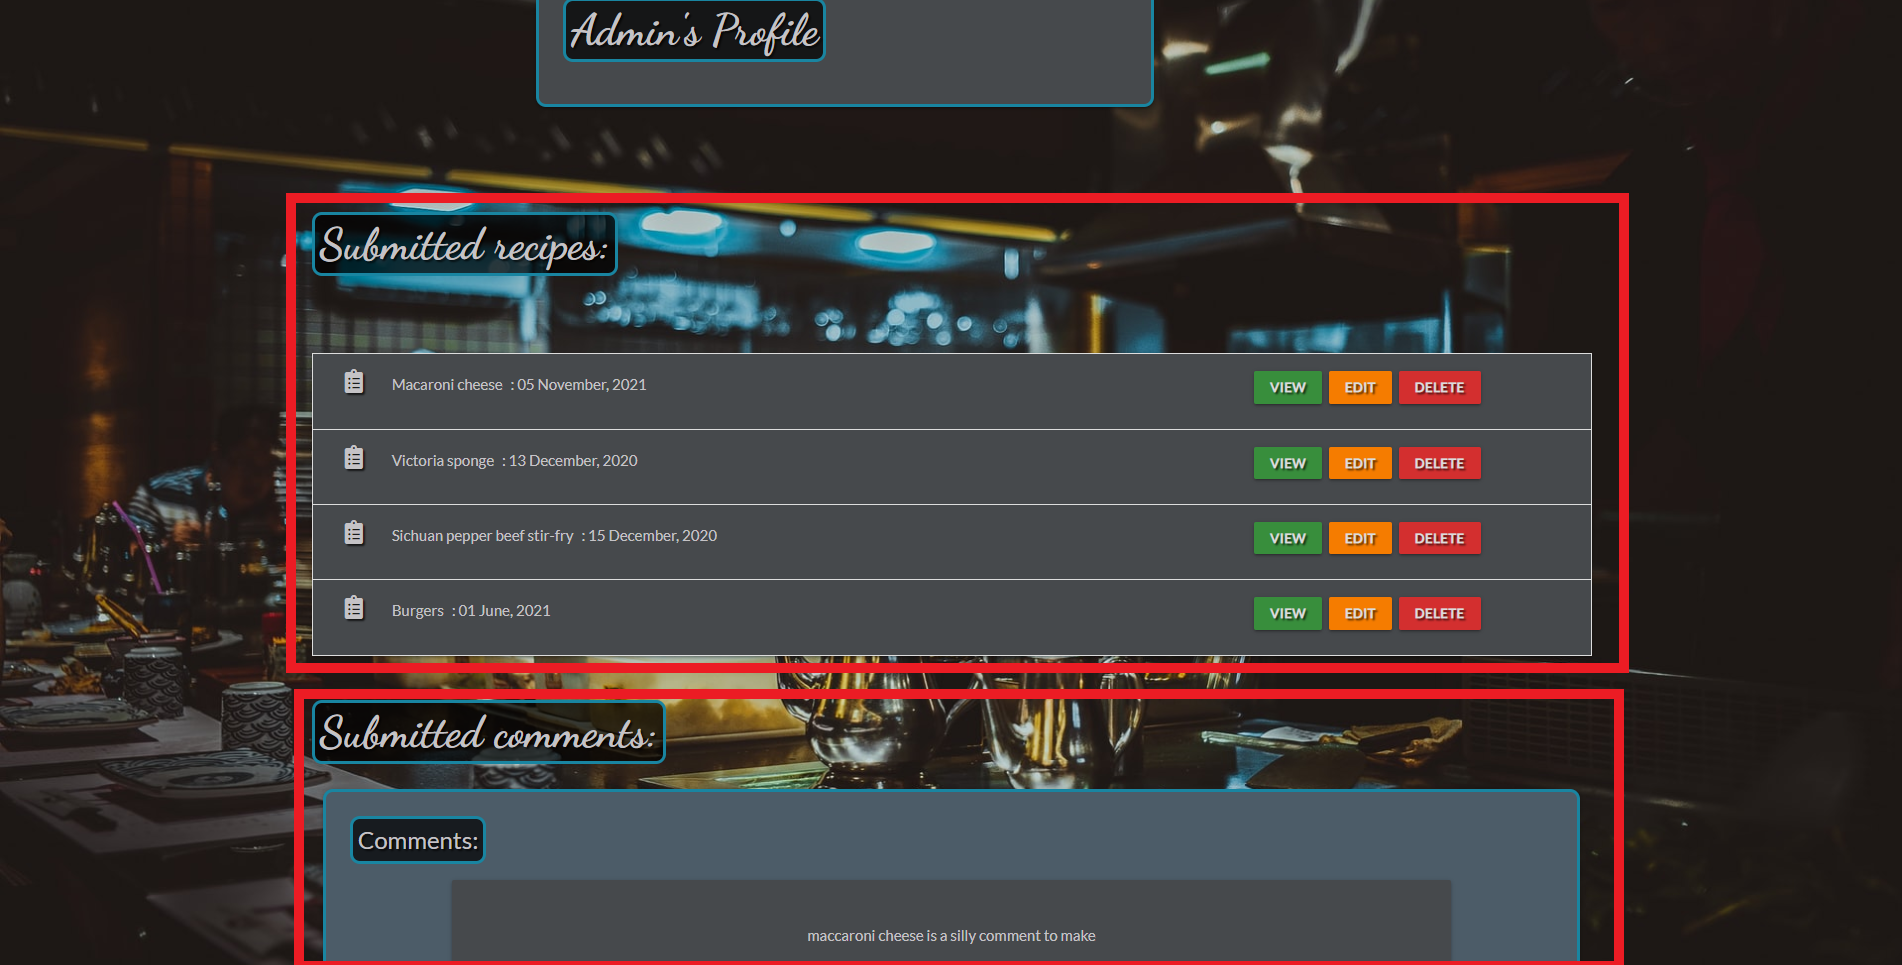 Admin's Profile
Submitted recipes:
Macaroni cheese : 05 November, 2021 VIEW EDIT DELETE
Victoria sponge : 13 December, 2020 VIEW EDIT DELETE
Sichuan pepper beef stir-fry : 15 December, 2020 VIEW EDIT DELETE
Burgers : 01 June, 2021 VIEW EDIT DELETE
Submitted comments:
Comments:
maccaroni cheese is a silly comment to make